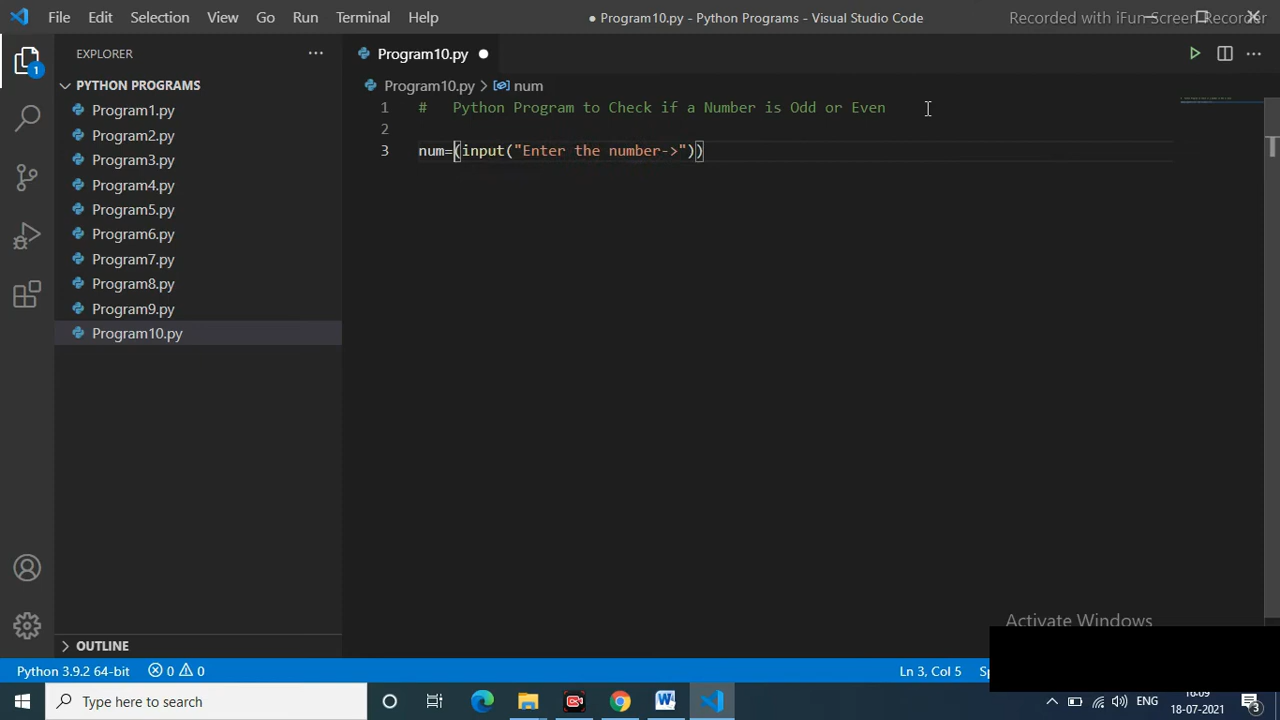 File Edit Selection View Go Run Terminal Help
● Program10.py - Python Programs - Visual Studio Code
Recorded with iFun Screen Recorder
EXPLORER
Program10.py
PYTHON PROGRAMS
Program10.py > num
Program1.py
Program2.py
Program3.py
Program4.py
Program5.py
Program6.py
Program7.py
Program8.py
Program9.py
Program10.py
1 # Python Program to Check if a Number is Odd or Even
2
3 num=(input("Enter the number->"))
1
OUTLINE
Activate Windows
Python 3.9.2 64-bit 0 0
Ln 3, Col 5
Type here to search
ENG
16:09
18-07-2021
3